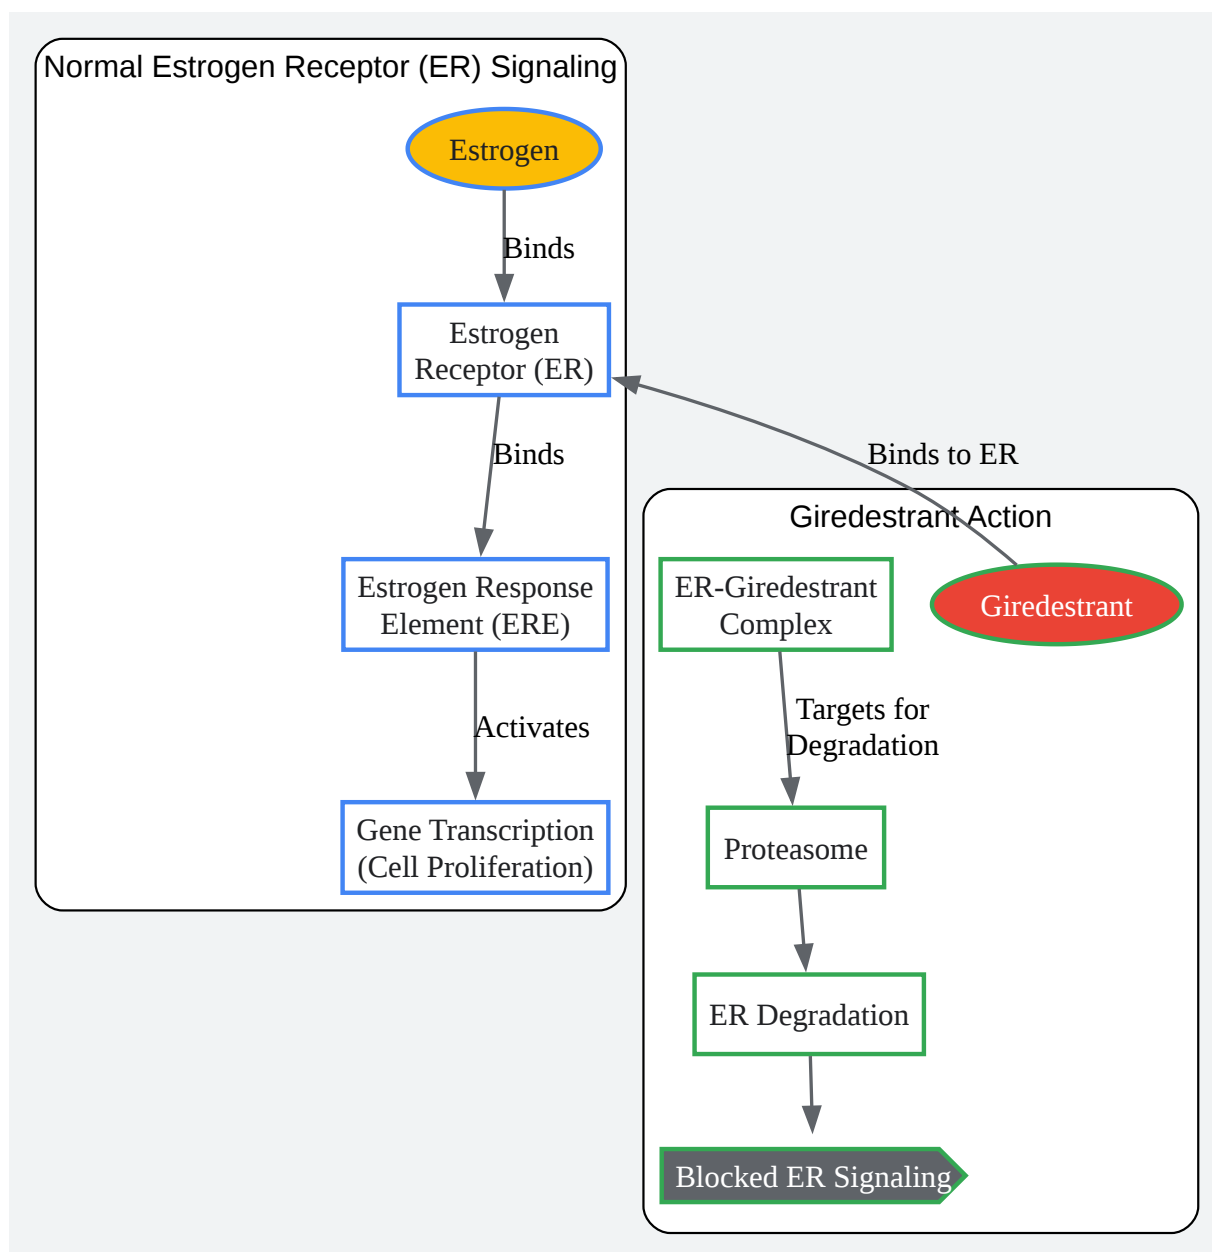 Normal Estrogen Receptor (ER) Signaling
Estrogen
Binds
Estrogen
Receptor (ER)
Binds
Estrogen Response
Element (ERE)
Activates
Gene Transcription
(Cell Proliferation)
Binds to ER
Giredestrant Action
ER-Giredestrant
Complex
Giredestrant
Targets for
Degradation
Proteasome
ER Degradation
Blocked ER Signaling